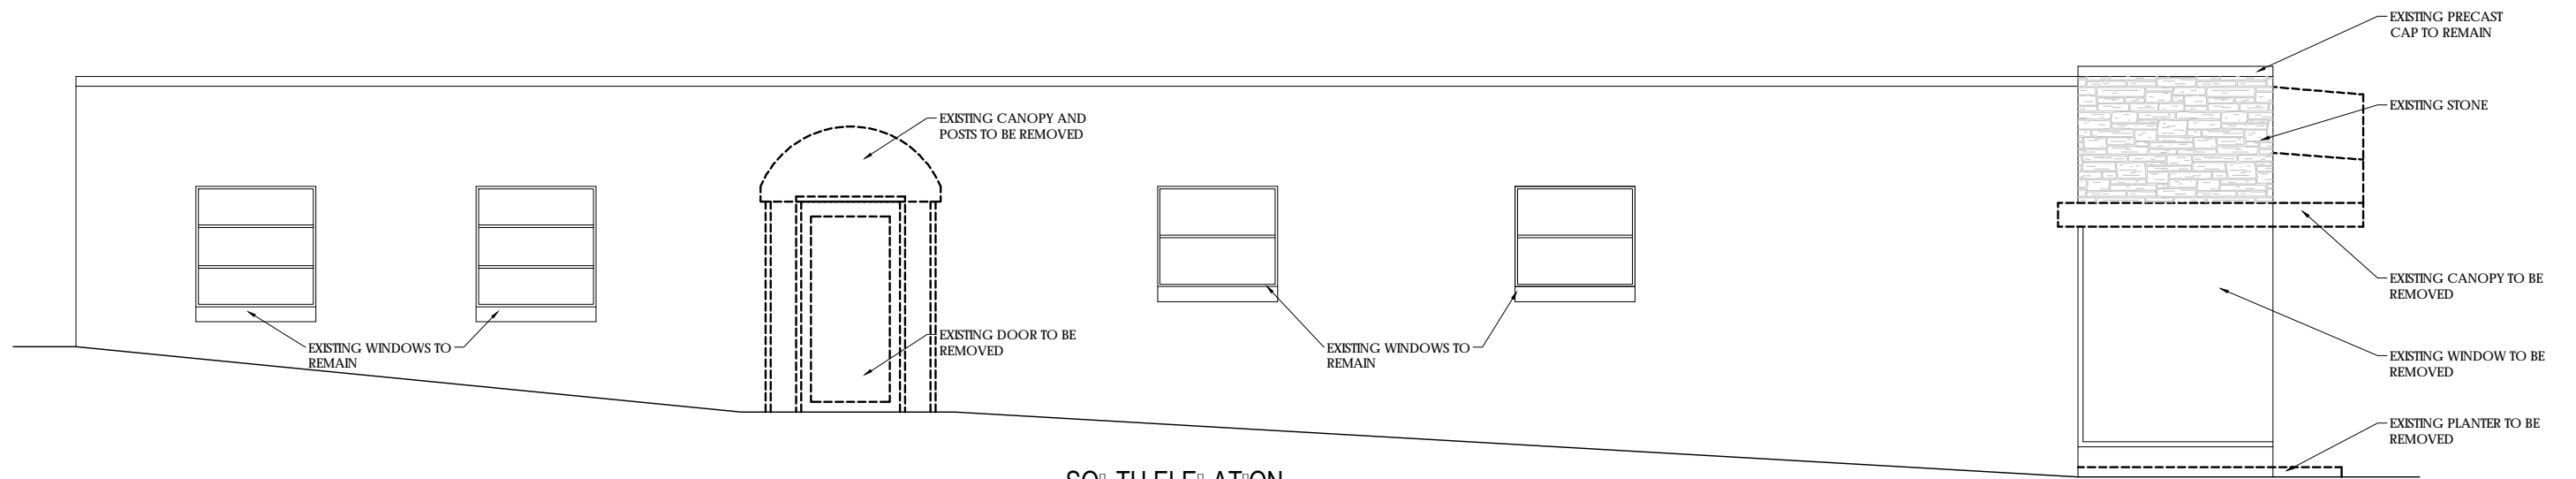 EXISTING PRECAST
CAP TO REMAIN
EXISTING STONE
EXISTING CANOPY AND
POSTS TO BE REMOVED
EXISTING CANOPY TO BE
REMOVED
EXISTING DOOR TO BE
REMOVED
EXISTING WINDOWS TO
REMAIN
EXISTING WINDOWS TO
REMAIN
EXISTING WINDOW TO BE
REMOVED
EXISTING PLANTER TO BE
REMOVED